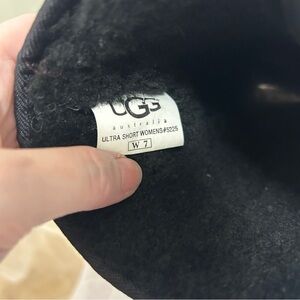 UGG
australia
ULTRA SHORT WOMENS#5225
W 7